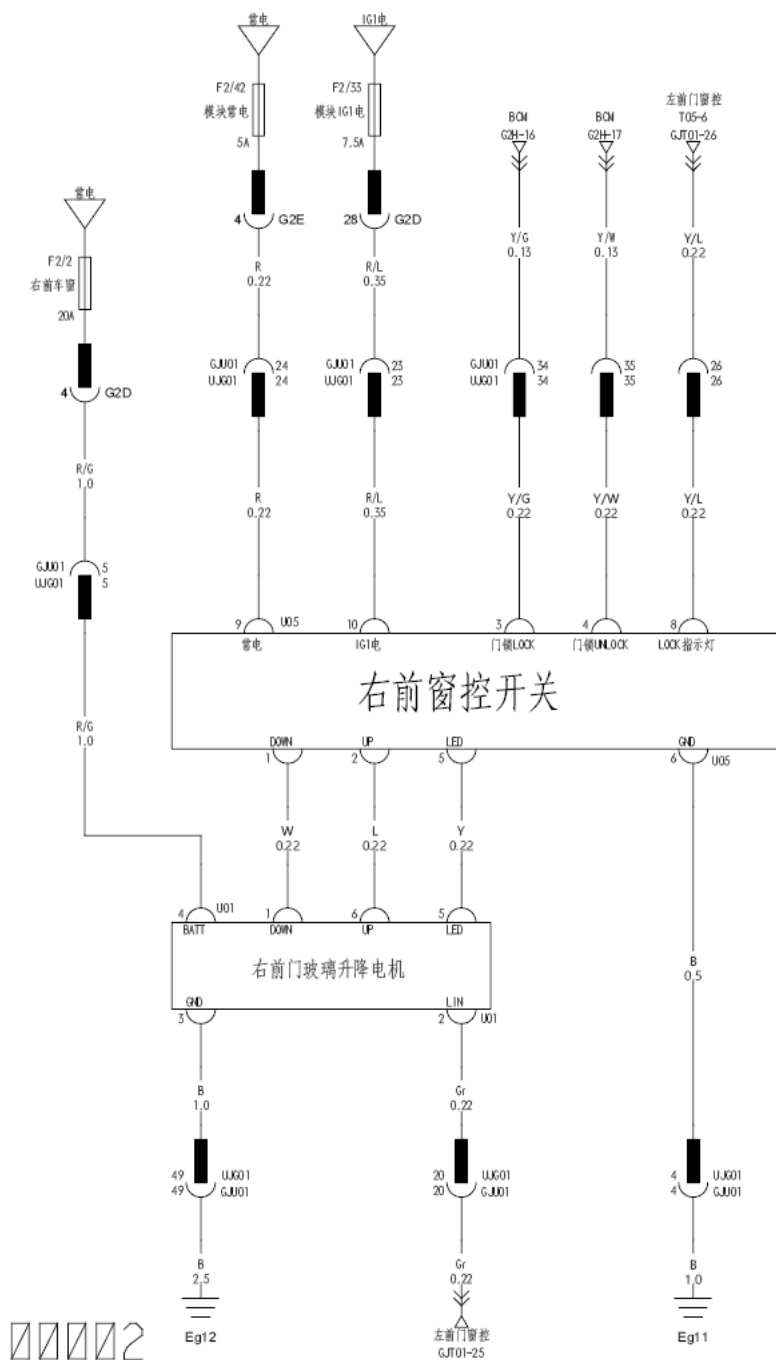 常电
IG1电
F2/42
模块常电
5A
F2/33
模块IG1电
7.5A
左前门窗控
T05-6
GJT01-26
BCM
G2H-16
BCM
G2H-17
常电
4 G2E
28 G2D
F2/2
右前车窗
20A
R
0.22
R/L
0.35
Y/G
0.13
Y/W
0.13
Y/L
0.22
4 G2D
GJU01 24
UJG01 24
GJU01 23
UJG01 23
GJU01 34
UJG01 34
35
35
26
26
R/G
1.0
R
0.22
R/L
0.35
Y/G
0.22
Y/W
0.22
Y/L
0.22
GJU01 5
UJG01 5
9 U05
10
3
4
8
常电
IG1电
门锁LOCK
门锁UNLOCK
LOCK指示灯
右前窗控开关
R/G
1.0
DOWN
UP
LED
GND
1
2
5
6 U05
W
0.22
L
0.22
Y
0.22
4 U01
1
6
5
BATT
DOWN
UP
LED
右前门玻璃升降电机
B
0.5
GND
LIN
3
2 U01
B
1.0
Gr
0.22
49 UJG01
49 GJU01
20 UJG01
20 GJU01
4 UJG01
4 GJU01
B
2.5
Gr
0.22
B
1.0
Eg12
左前门窗控
GJT01-25
Eg11
00002